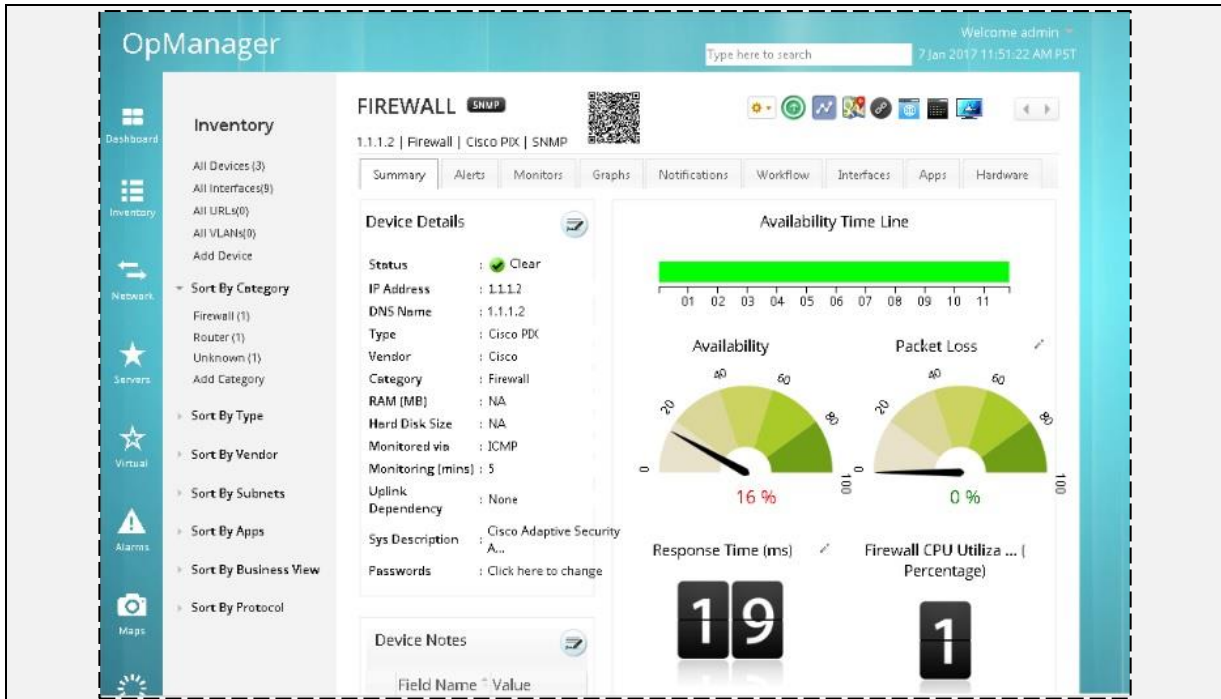 OpManager
Welcome admin
Type here to search
7 Jan 2017 11:51:22 AM PST
Dashboard
Inventory
Network
Servers
Virtual
Alarms
Maps
Inventory
All Devices (3)
All Interfaces(9)
All URLs(0)
All VLANs(0)
Add Device
Sort By Category
Firewall (1)
Router (1)
Unknown (1)
Add Category
Sort By Type
Sort By Vendor
Sort By Subnets
Sort By Apps
Sort By Business View
Sort By Protocol
FIREWALL SNMP
1.1.1.2 | Firewall | Cisco PIX | SNMP
Summary Alerts Monitors Graphs Notifications Workflow Interfaces Apps Hardware
Device Details
Status : Clear
IP Address : 1.1.1.2
DNS Name : 1.1.1.2
Type : Cisco PIX
Vendor : Cisco
Category : Firewall
RAM (MB) : NA
Hard Disk Size : NA
Monitored via : ICMP
Monitoring (mins) : 5
Uplink
Dependency : None
Sys Description : Cisco Adaptive Security
A...
Passwords : Click here to change
Device Notes
Field Name Value
Availability Time Line
01 02 03 04 05 06 07 08 09 10 11
Availability
0 20 40 60 80 100
16 %
Packet Loss
0 20 40 60 80 100
0 %
Response Time (ms)
19
Firewall CPU Utiliza ... (
Percentage)
1